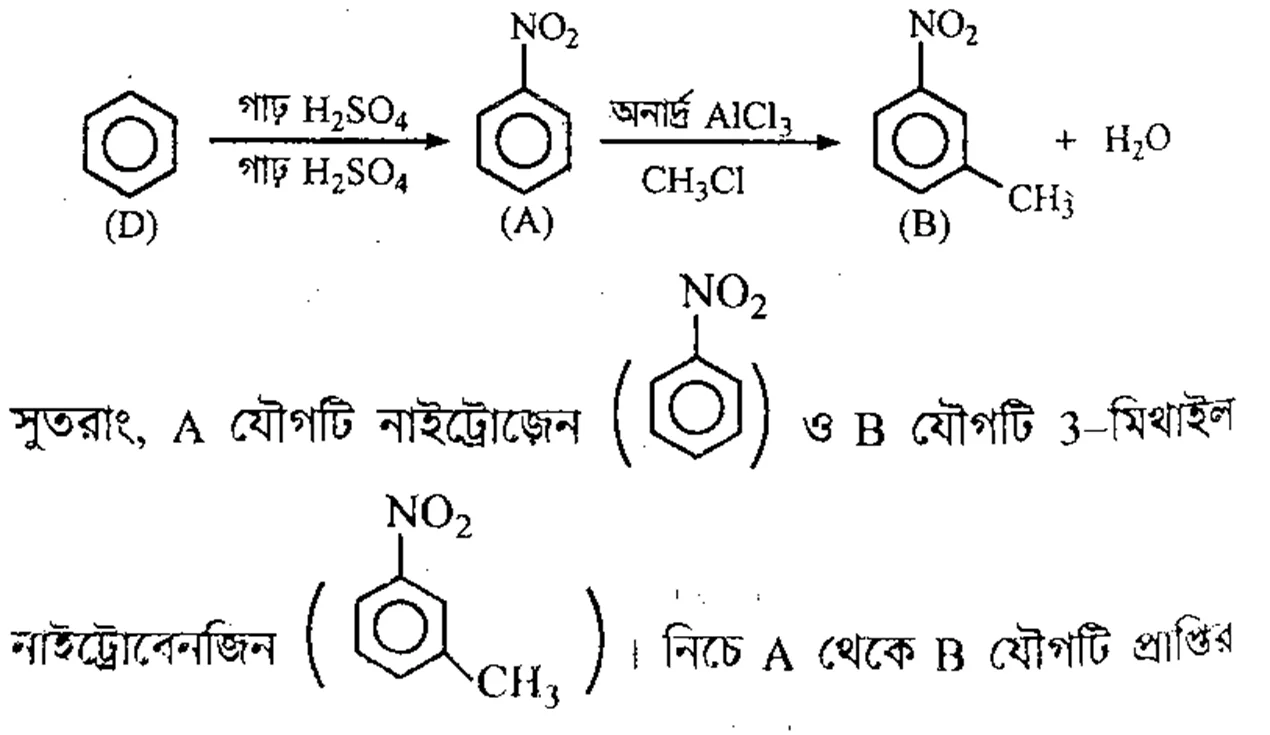 NO₂ NO₂
গাঢ় H₂SO₄ অনার্দ্র AlCl₃ + H₂O
গাঢ় H₂SO₄ CH₃Cl CH₃
(D) (A) (B)
NO₂
সুতরাং, A যৌগটি নাইট্রোজেন ( ) ও B যৌগটি 3–মিথাইল
NO₂
নাইট্রোবেনজিন ( ) । নিচে A থেকে B যৌগটি প্রাপ্তির
CH₃